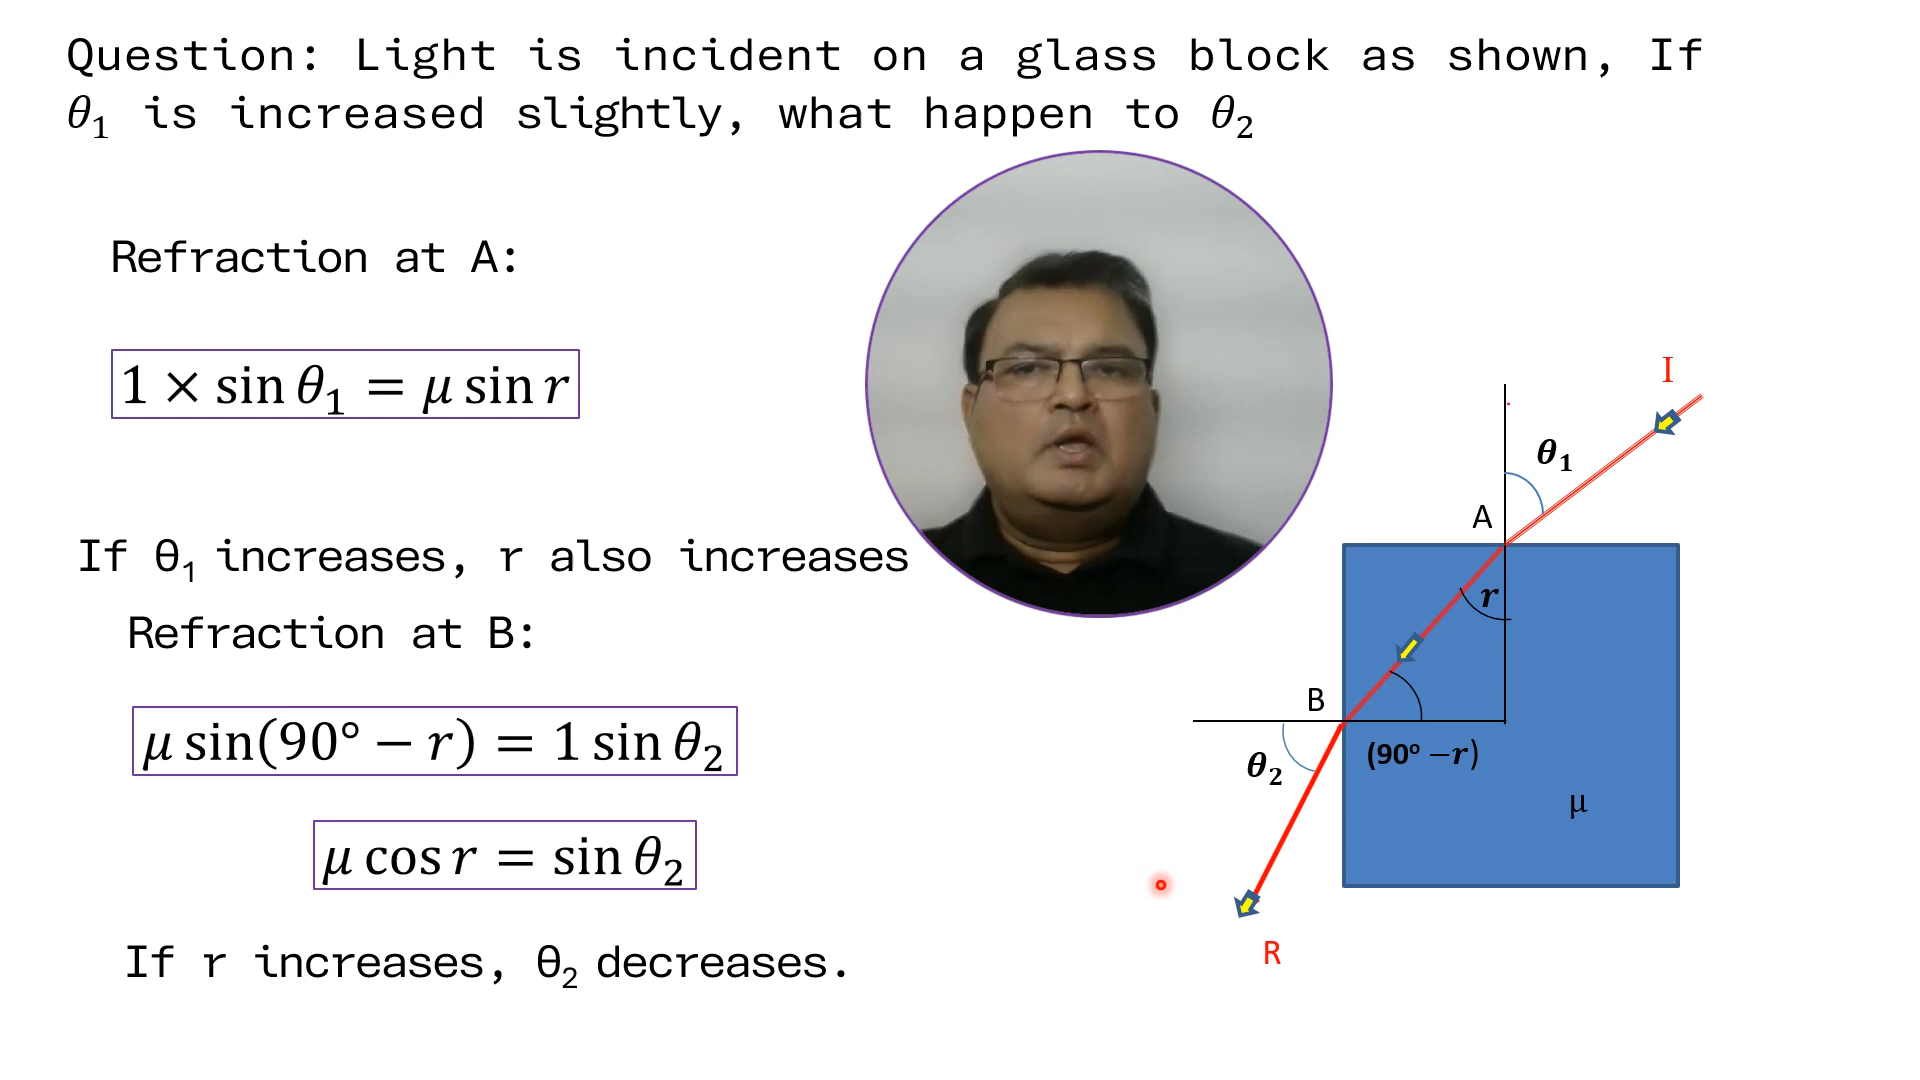 Question: Light is incident on a glass block as shown, If
θ₁ is increased slightly, what happen to θ₂
Refraction at A:
1 × sin θ₁ = μ sin r
If θ₁ increases, r also increases
Refraction at B:
μ sin(90° − r) = 1 sin θ₂
μ cos r = sin θ₂
If r increases, θ₂ decreases.
I
θ₁
A
r
B
(90º −r)
θ₂
μ
R